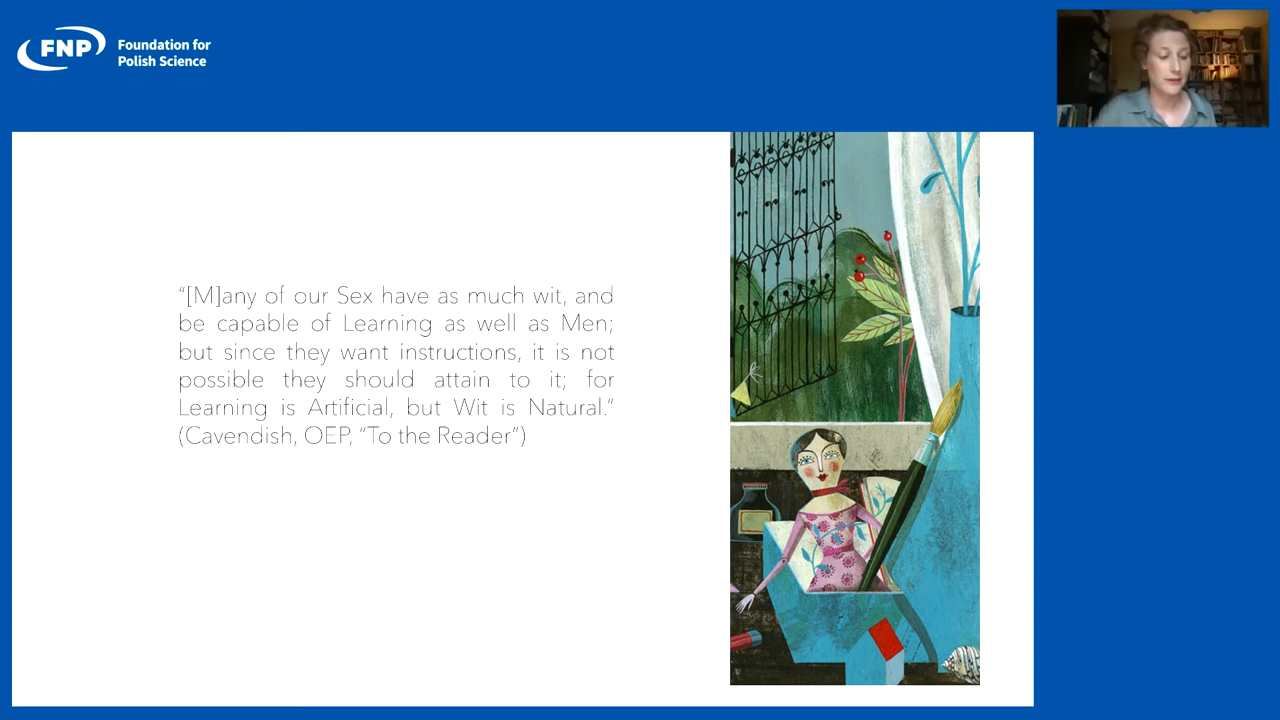 FNP
Foundation for
Polish Science
“[M]any of our Sex have as much wit, and
be capable of Learning as well as Men;
but since they want instructions, it is not
possible they should attain to it; for
Learning is Artificial, but Wit is Natural.”
(Cavendish, OEP, “To the Reader”)